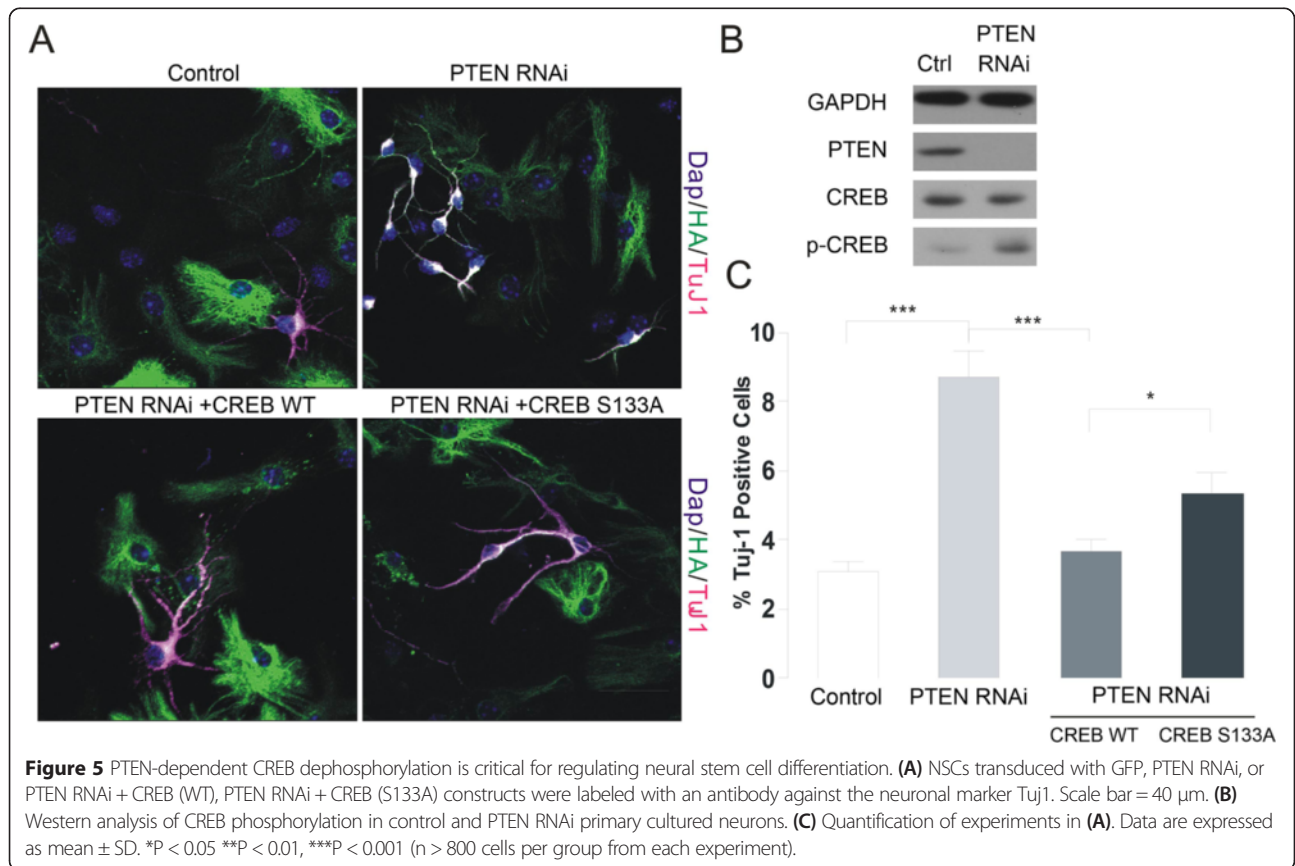 A
Control
PTEN RNAi
Dap/HA/TuJ1
PTEN RNAi +CREB WT
PTEN RNAi +CREB S133A
Dap/HA/TuJ1
B
Ctrl
PTEN
RNAi
GAPDH
PTEN
CREB
p-CREB
C
% Tuj-1 Positive Cells
10
8
6
4
2
0
***
***
*
Control
PTEN RNAi
PTEN RNAi
CREB WT
CREB S133A
Figure 5 PTEN-dependent CREB dephosphorylation is critical for regulating neural stem cell differentiation. (A) NSCs transduced with GFP, PTEN RNAi, or
PTEN RNAi + CREB (WT), PTEN RNAi + CREB (S133A) constructs were labeled with an antibody against the neuronal marker Tuj1. Scale bar = 40 μm. (B)
Western analysis of CREB phosphorylation in control and PTEN RNAi primary cultured neurons. (C) Quantification of experiments in (A). Data are expressed
as mean ± SD. *P < 0.05 **P < 0.01, ***P < 0.001 (n > 800 cells per group from each experiment).